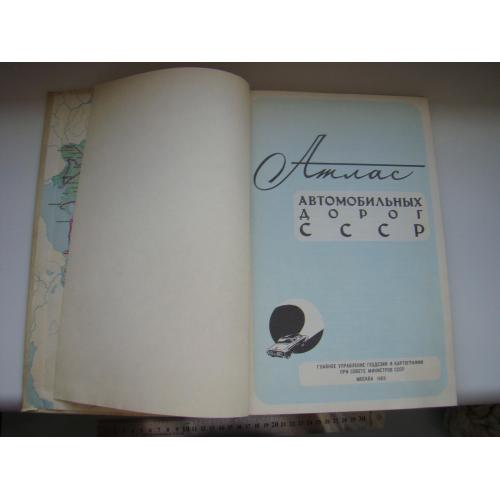 Атлас
АВТОМОБИЛЬНЫХ
ДОРОГ
СССР
ГЛАВНОЕ УПРАВЛЕНИЕ ГЕОДЕЗИИ И КАРТОГРАФИИ
ПРИ СОВЕТЕ МИНИСТРОВ СССР
МОСКВА